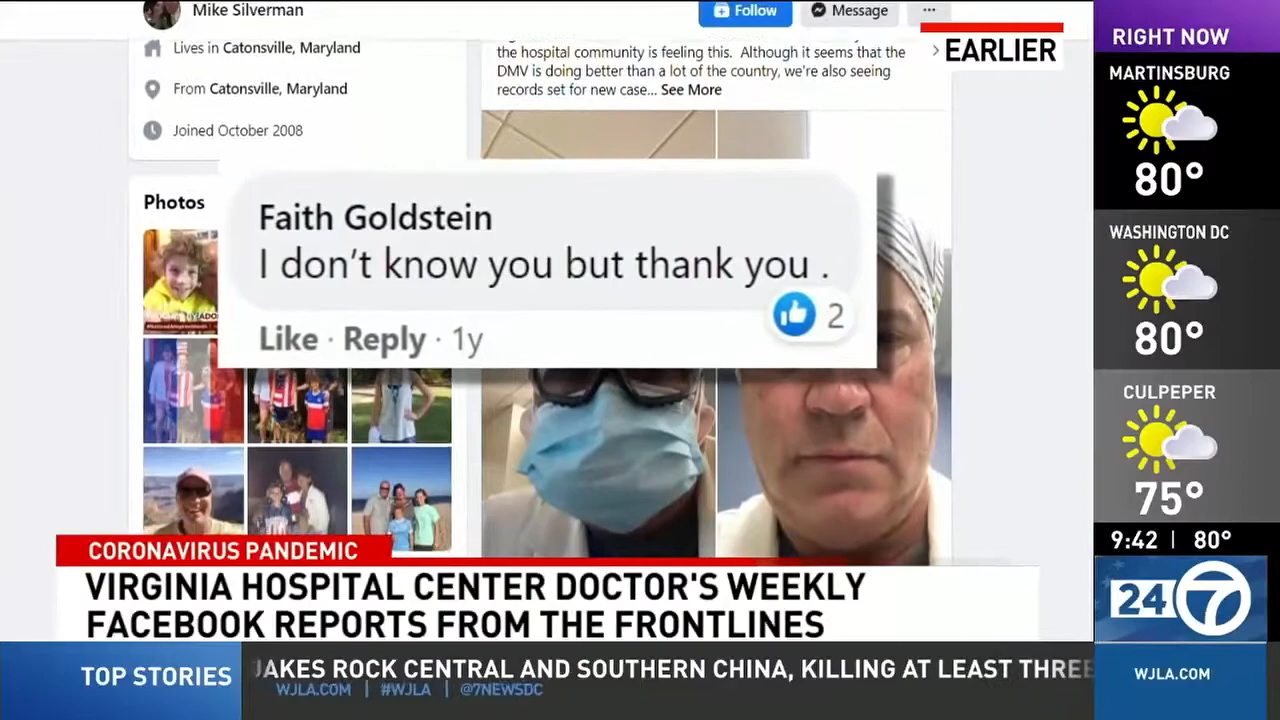 Mike Silverman
Follow
Message
Lives in Catonsville, Maryland
From Catonsville, Maryland
Joined October 2008
Photos
the hospital community is feeling this. Although it seems that the
DMV is doing better than a lot of the country, we're also seeing
records set for new case... See More
EARLIER
Faith Goldstein
I don't know you but thank you .
2
Like · Reply · 1y
CORONAVIRUS PANDEMIC
VIRGINIA HOSPITAL CENTER DOCTOR'S WEEKLY
FACEBOOK REPORTS FROM THE FRONTLINES
TOP STORIES
JAKES ROCK CENTRAL AND SOUTHERN CHINA, KILLING AT LEAST THREE
WJLA.COM | #WJLA | @7NEWSDC
RIGHT NOW
MARTINSBURG
80°
WASHINGTON DC
80°
CULPEPER
75°
9:42 | 80°
24 7
WJLA.COM